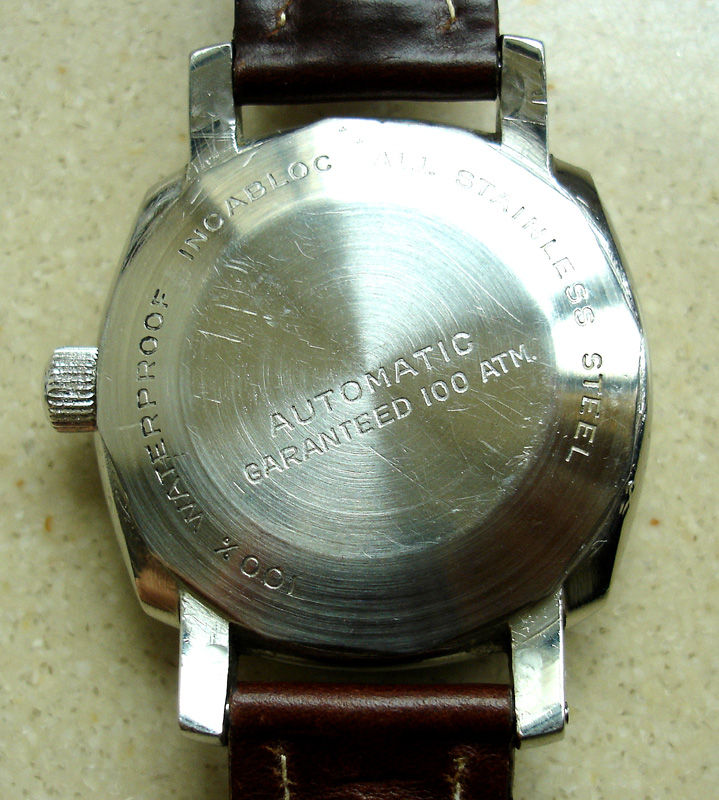 100% WATERPROOF INCABLOC ALL STAINLESS STEEL
AUTOMATIC
GARANTEED 100 ATM.